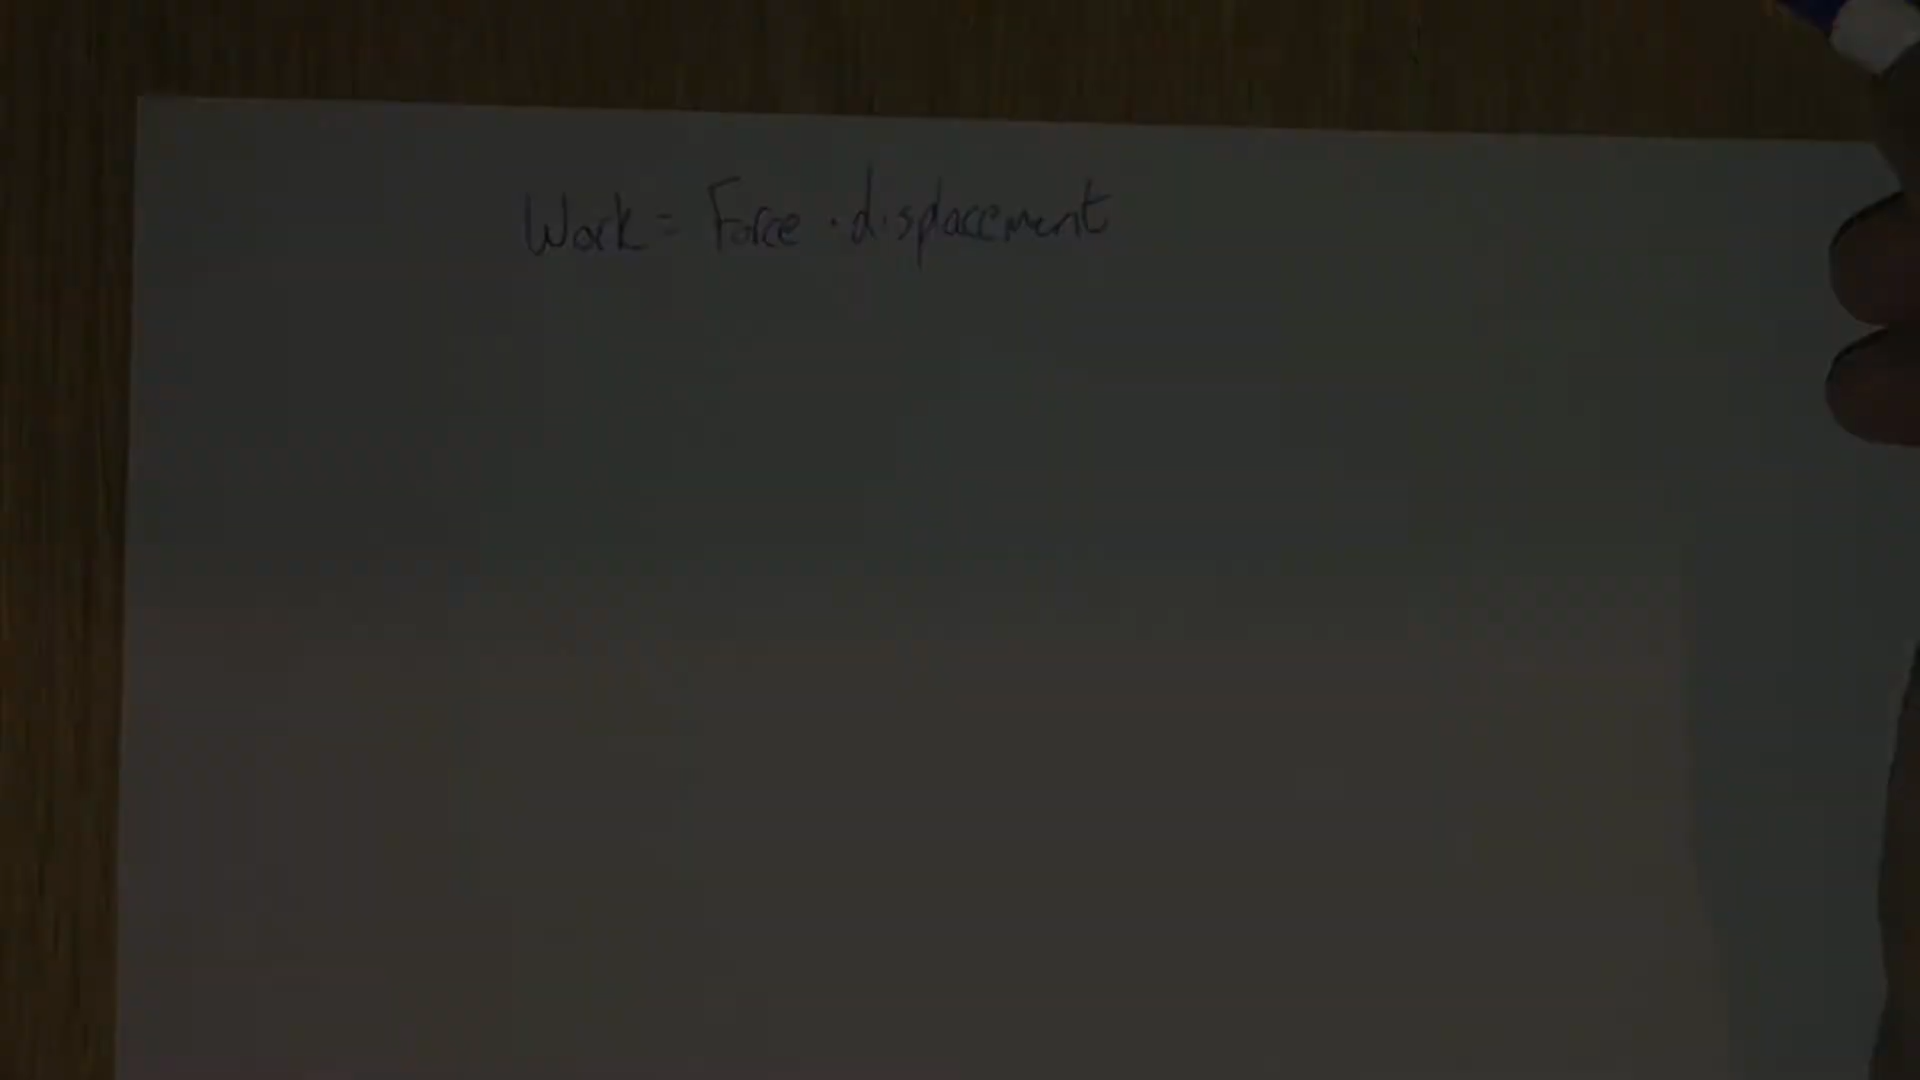 Work = Force · displacement